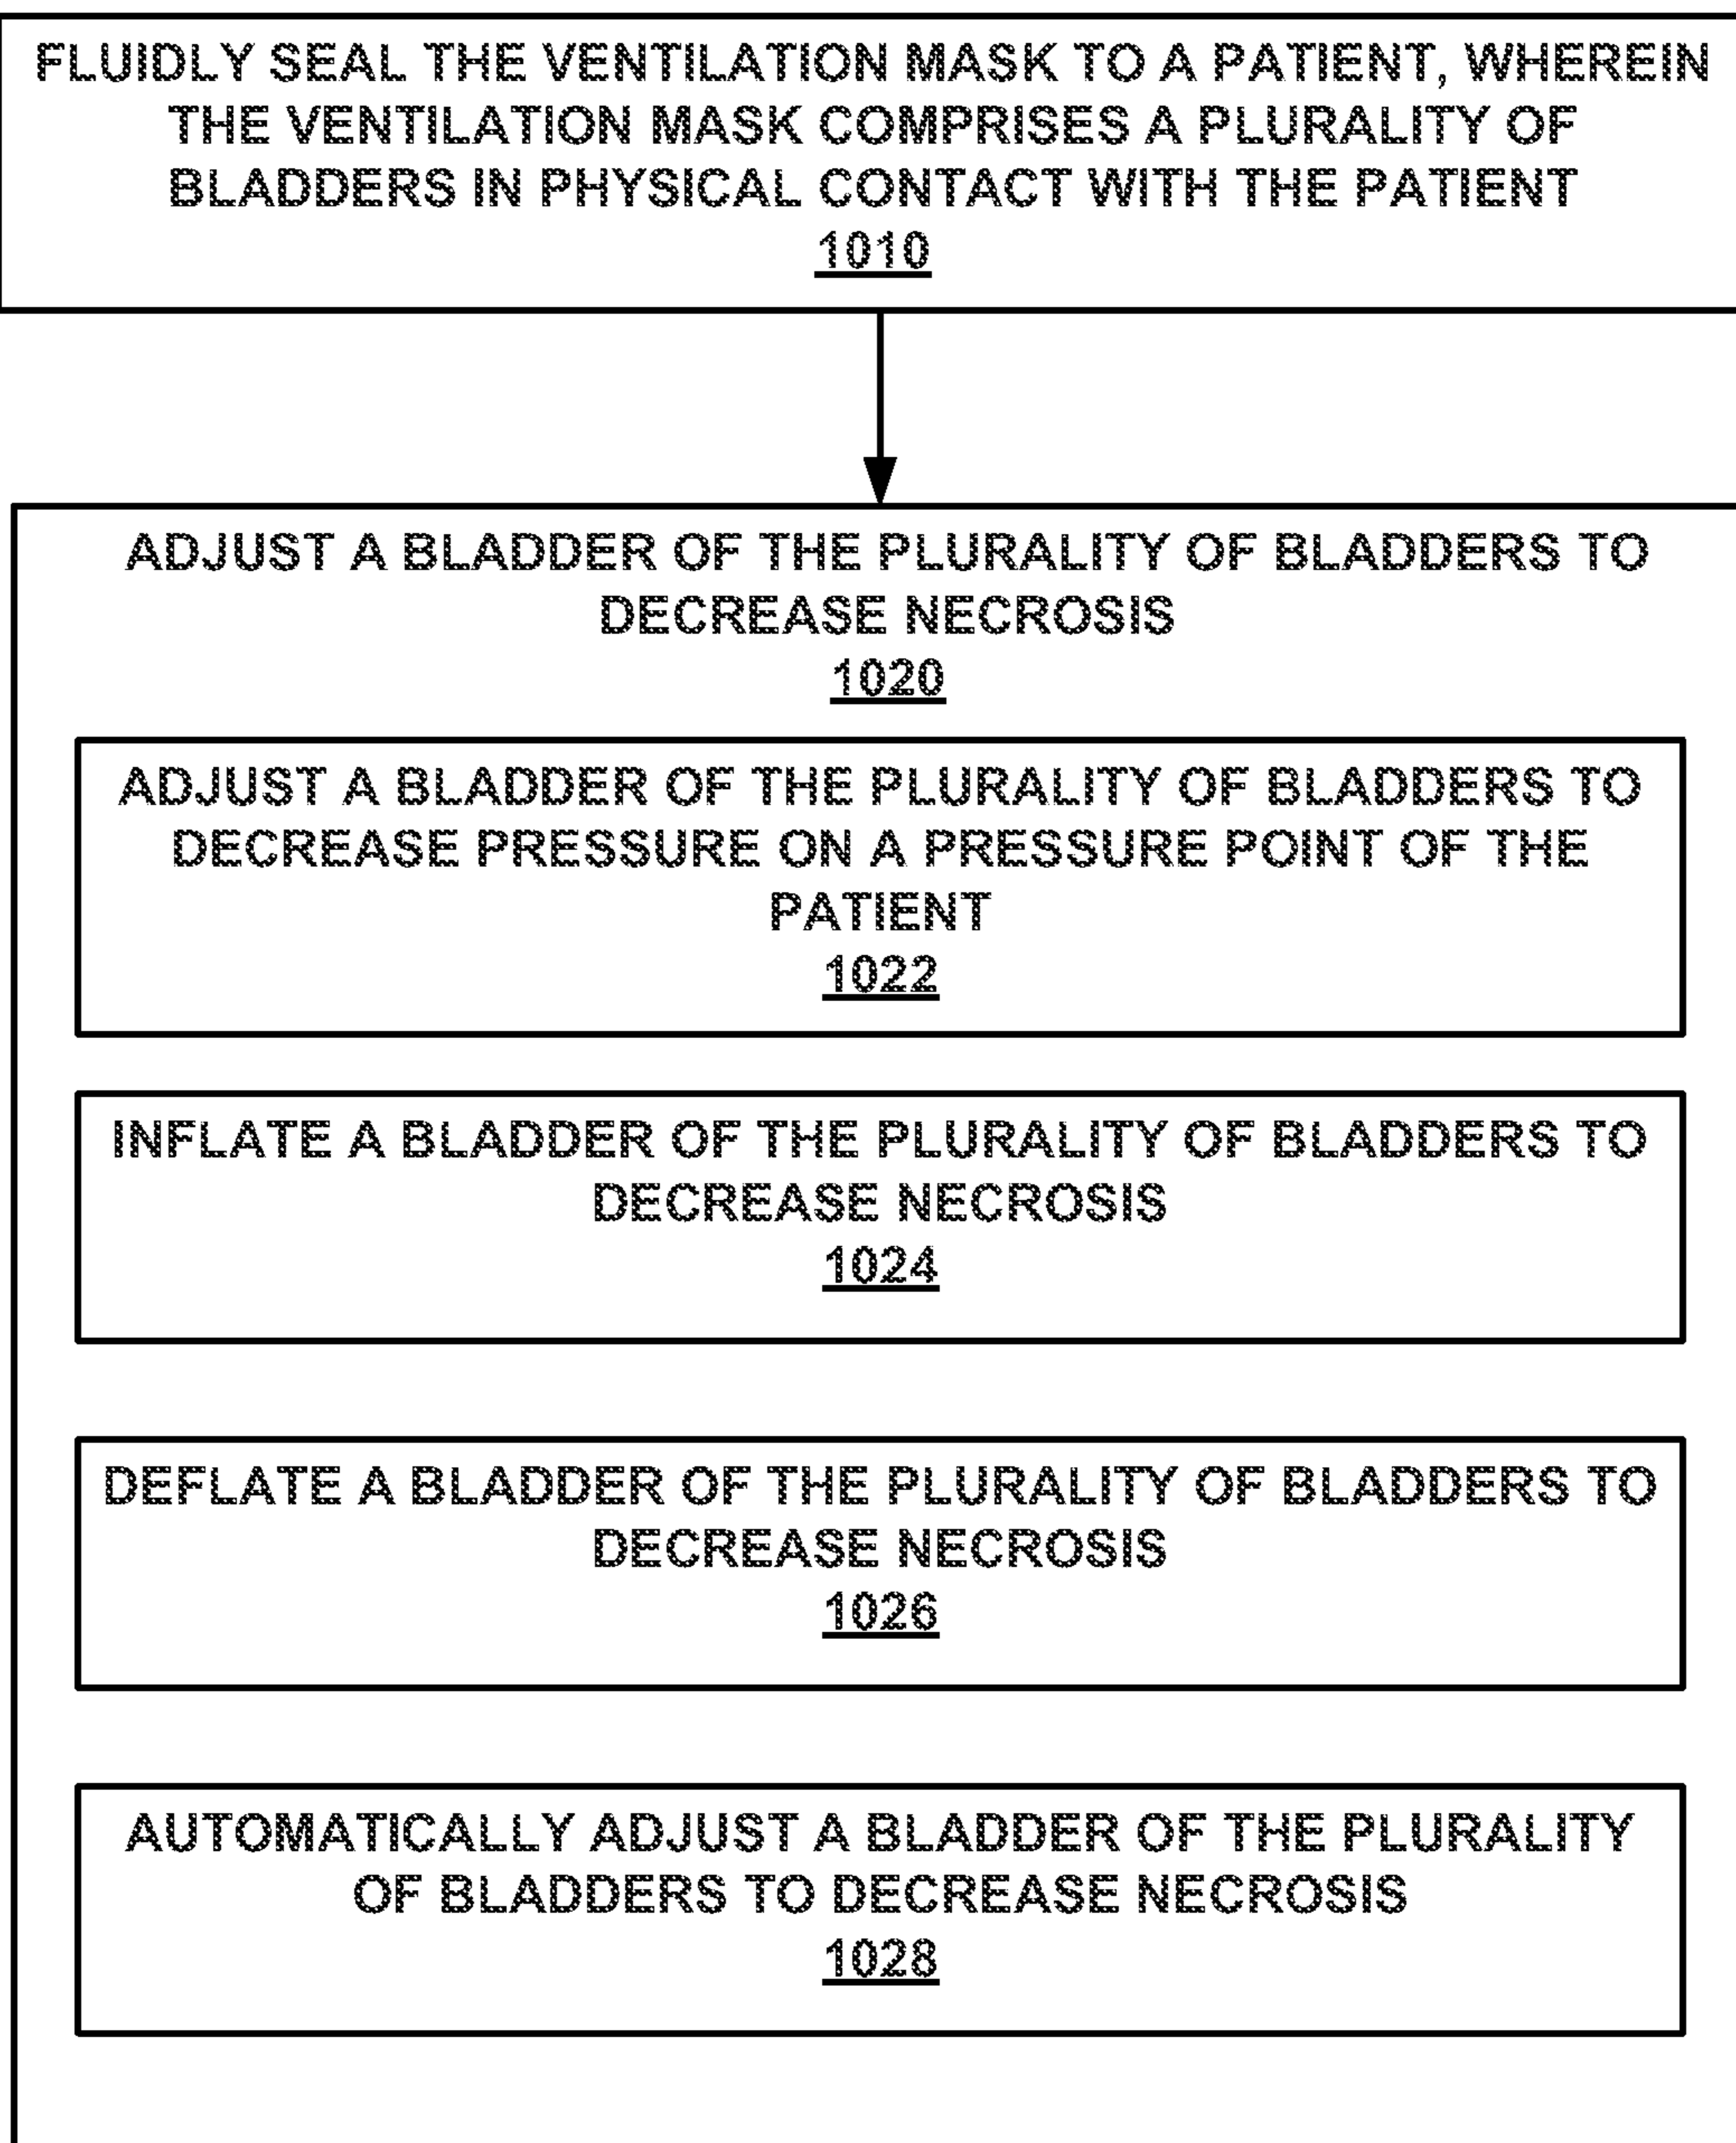 FLUIDLY SEAL THE VENTILATION MASK TO A PATIENT, WHEREIN
THE VENTILATION MASK COMPRISES A PLURALITY OF
BLADDERS IN PHYSICAL CONTACT WITH THE PATIENT
1010
ADJUST A BLADDER OF THE PLURALITY OF BLADDERS TO
DECREASE NECROSIS
1020
ADJUST A BLADDER OF THE PLURALITY OF BLADDERS TO
DECREASE PRESSURE ON A PRESSURE POINT OF THE
PATIENT
1022
INFLATE A BLADDER OF THE PLURALITY OF BLADDERS TO
DECREASE NECROSIS
1024
DEFLATE A BLADDER OF THE PLURALITY OF BLADDERS TO
DECREASE NECROSIS
1026
AUTOMATICALLY ADJUST A BLADDER OF THE PLURALITY
OF BLADDERS TO DECREASE NECROSIS
1028